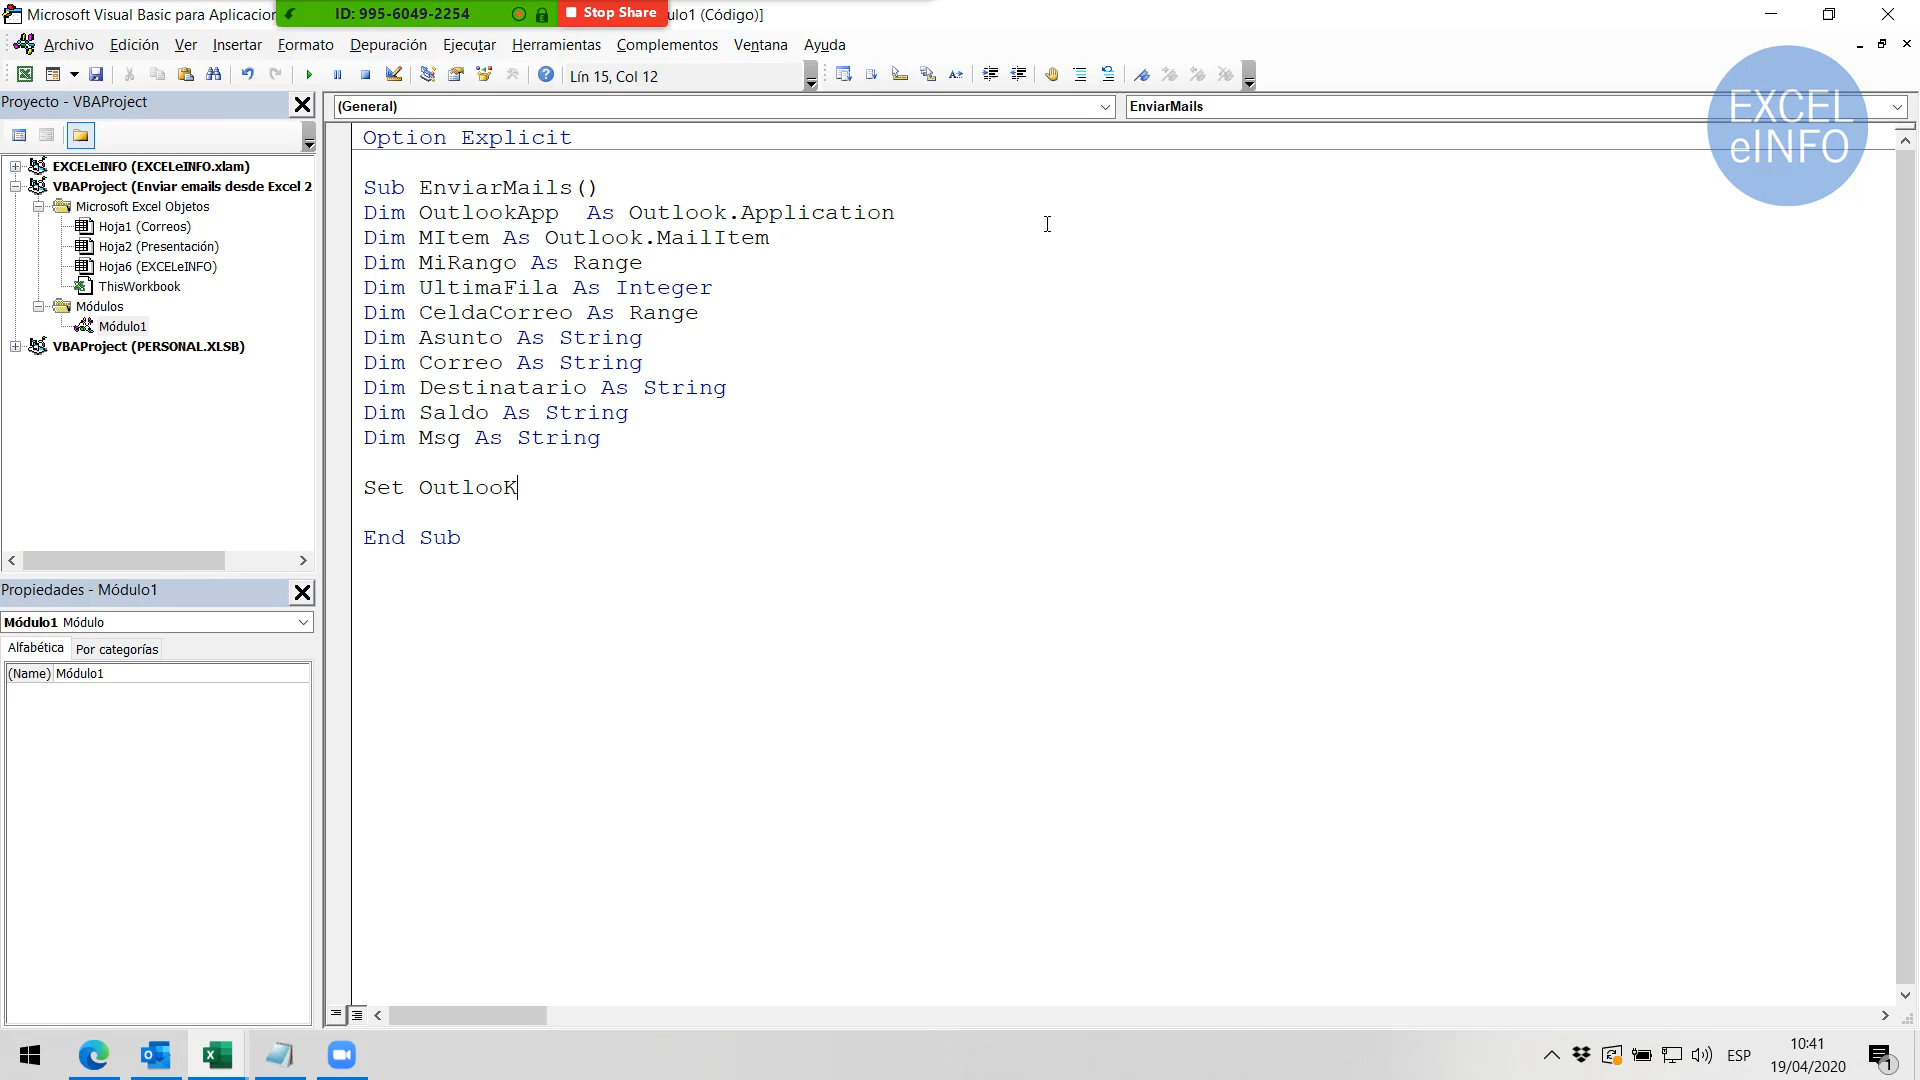 Microsoft Visual Basic para Aplicacion
ID: 995-6049-2254
Stop Share
ulo1 (Código)]
Archivo Edición Ver Insertar Formato Depuración Ejecutar Herramientas Complementos Ventana Ayuda
Lín 15, Col 12
Proyecto - VBAProject
(General)
EnviarMails
EXCEL
eINFO
EXCELeINFO (EXCELeINFO.xlam)
VBAProject (Enviar emails desde Excel 2
Microsoft Excel Objetos
Hoja1 (Correos)
Hoja2 (Presentación)
Hoja6 (EXCELeINFO)
ThisWorkbook
Módulos
Módulo1
VBAProject (PERSONAL.XLSB)
Option Explicit
Sub EnviarMails()
Dim OutlookApp  As Outlook.Application
Dim MItem As Outlook.MailItem
Dim MiRango As Range
Dim UltimaFila As Integer
Dim CeldaCorreo As Range
Dim Asunto As String
Dim Correo As String
Dim Destinatario As String
Dim Saldo As String
Dim Msg As String
Set OutlooK
End Sub
Propiedades - Módulo1
Módulo1 Módulo
Alfabética Por categorías
(Name) Módulo1
ESP
10:41
19/04/2020
1